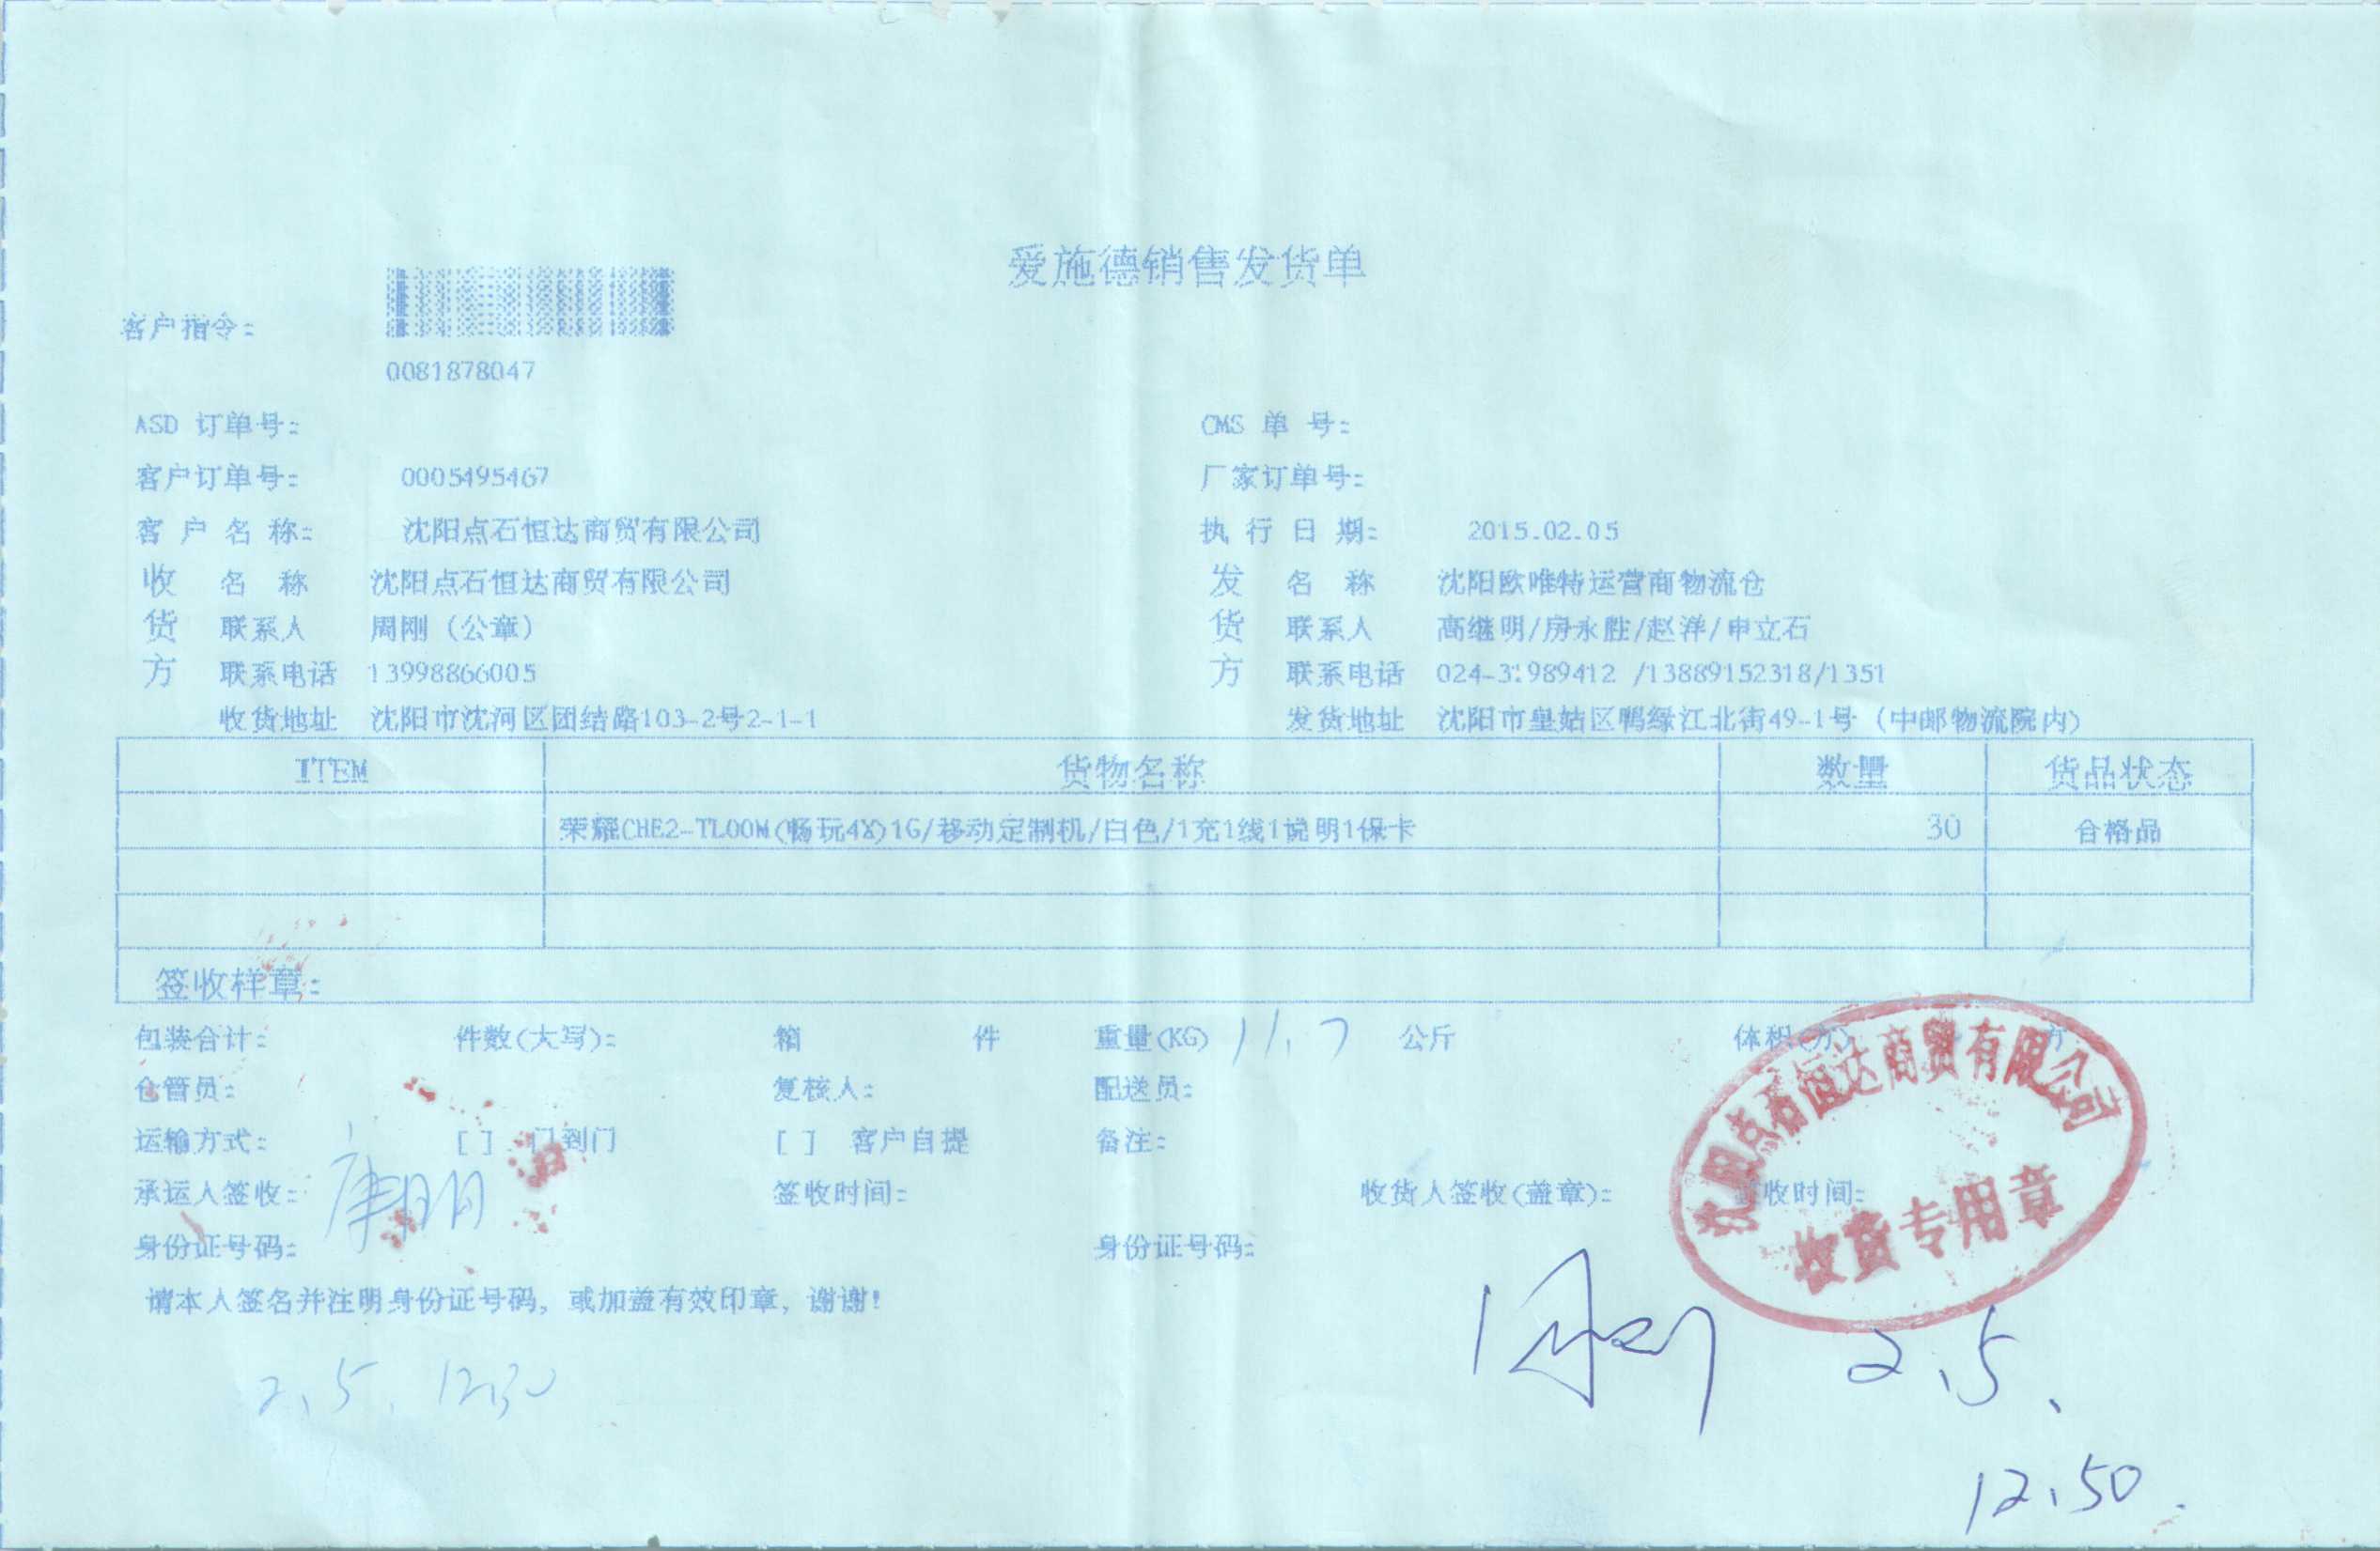 爱施德销售发货单
客户指令:
0081878047
ASD 订单号: CMS 单 号:
客户订单号: 0005495467 厂家订单号:
客 户 名 称: 沈阳点石恒达商贸有限公司 执 行 日 期: 2015.02.05
收 名 称 沈阳点石恒达商贸有限公司 发 名 称 沈阳欧唯特运营商物流仓
货 联系人 周刚 (公章) 货 联系人 高继明/房永胜/赵洋/申立石
方 联系电话 13998866005 方 联系电话 024-31989412 /13889152318/1351
收货地址 沈阳市沈河区团结路103-2号2-1-1 发货地址 沈阳市皇姑区鸭绿江北街49-1号 (中邮物流院内)
ITEM 货物名称 数量 货品状态
荣耀CHE2-TL00M(畅玩4X)1G/移动定制机/白色/1充1线1说明1保卡 30 合格品
签收样章:
包装合计: 件数(大写): 箱 件 重量(KG) 11.7 公斤 体积(方) 方
仓管员: 复核人: 配送员:
运输方式: [ ] 门到门 [ ] 客户自提 备注:
承运人签收: 签收时间: 收货人签收(盖章): 签收时间:
身份证号码: 身份证号码:
沈阳点石恒达商贸有限公司
收货专用章
请本人签名并注明身份证号码, 或加盖有效印章, 谢谢!
周刚 2.5.
2.5. 12:30
12.50.